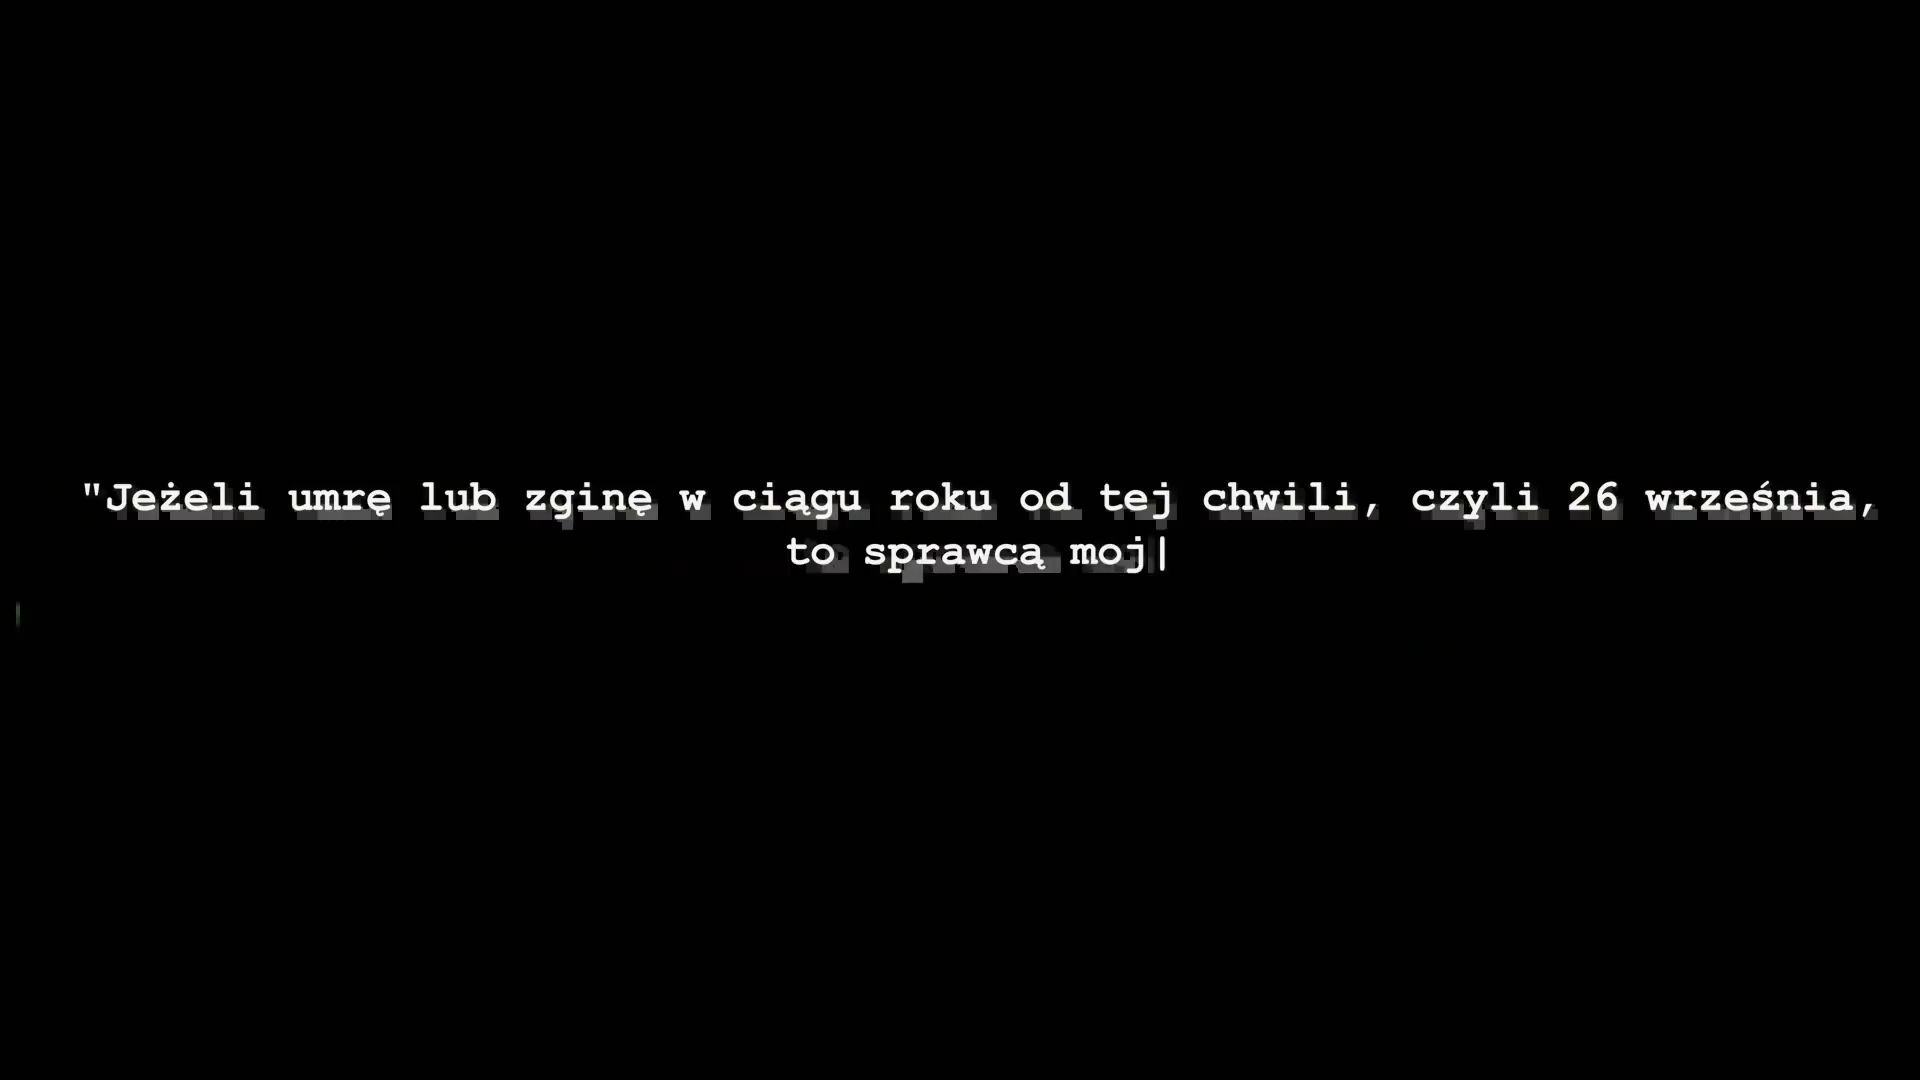 "Jeżeli umrę lub zginę w ciągu roku od tej chwili, czyli 26 września,
to sprawcą moj|